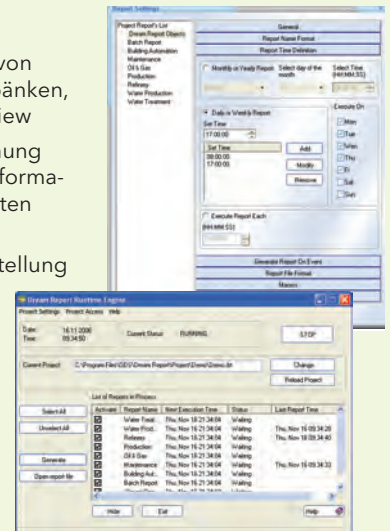 von
bänken,
iew
nung
forma-
ten
tellung
Report Settings
Project Report's List
Dream Report Objects
Batch Report
Building Automation
Maintenance
Oil & Gas
Production
Refinery
Water Production
Water Treatment
General
Report Name Format
Report Time Definition
Monthly or Yearly Report
Select day of the month
Select Time (HH:MM:SS)
Daily or Weekly Report
Set Time
17:00:00
Set Time
08:00:00
17:00:00
Add
Modify
Remove
Execute On
Mon
Tue
Wed
Thu
Fri
Sat
Sun
Execute Report Each
(HH:MM:SS)
Generate Report On Event
Report File Format
Macros
Dream Report Runtime Engine
Project Settings Project Access Help
Date: 16.11.2006
Time: 09:34:50
Current Status RUNNING
STOP
Current Project:
Change
Reload Project
List of Reports in Process
Activate Report Name Next Execution Time Status Last Report Time
Water Treat... Thu, Nov 16 21:34:04 Waiting
Water Prod... Thu, Nov 16 21:34:04 Waiting Thu, Nov 16 09:34:28
Refinery Thu, Nov 16 21:34:04 Waiting Thu, Nov 16 09:34:40
Production Thu, Nov 16 21:34:04 Waiting
Oil & Gas Thu, Nov 16 21:34:04 Waiting
Maintenance Thu, Nov 16 21:34:04 Waiting Thu, Nov 16 09:34:33
Building Aut... Thu, Nov 16 21:34:04 Waiting
Batch Report Thu, Nov 16 21:34:04 Waiting
Select All
Unselect All
Generate
Open report file
Hide
Exit
Help